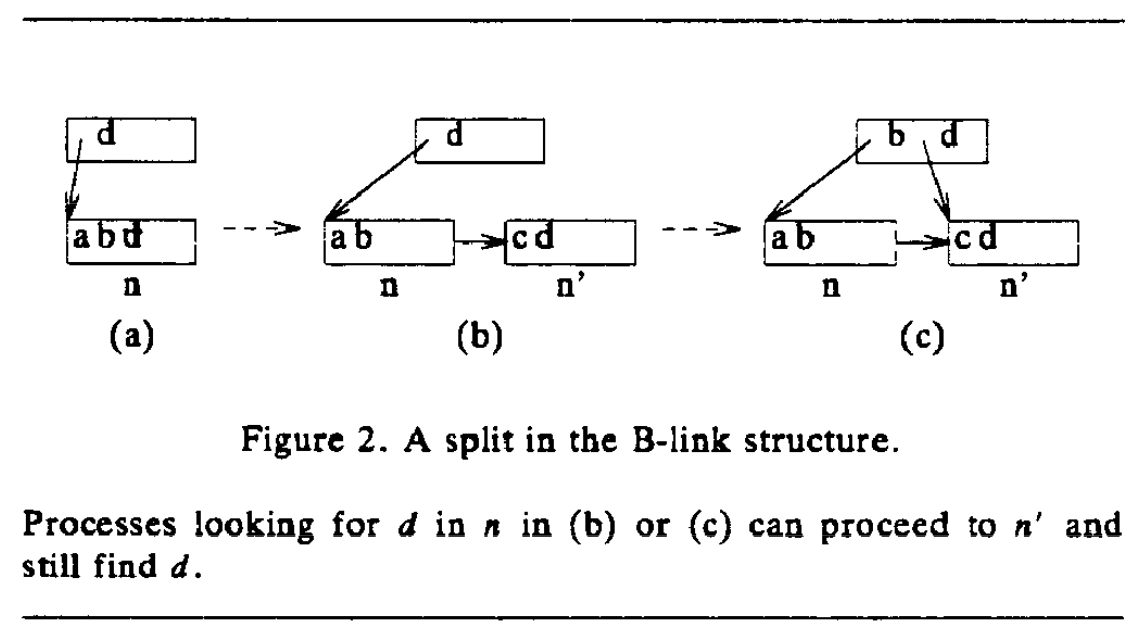 d d b d
a b d a b c d a b c d
n n n' n n'
(a) (b) (c)
Figure 2. A split in the B-link structure.
Processes looking for d in n in (b) or (c) can proceed to n' and
still find d.